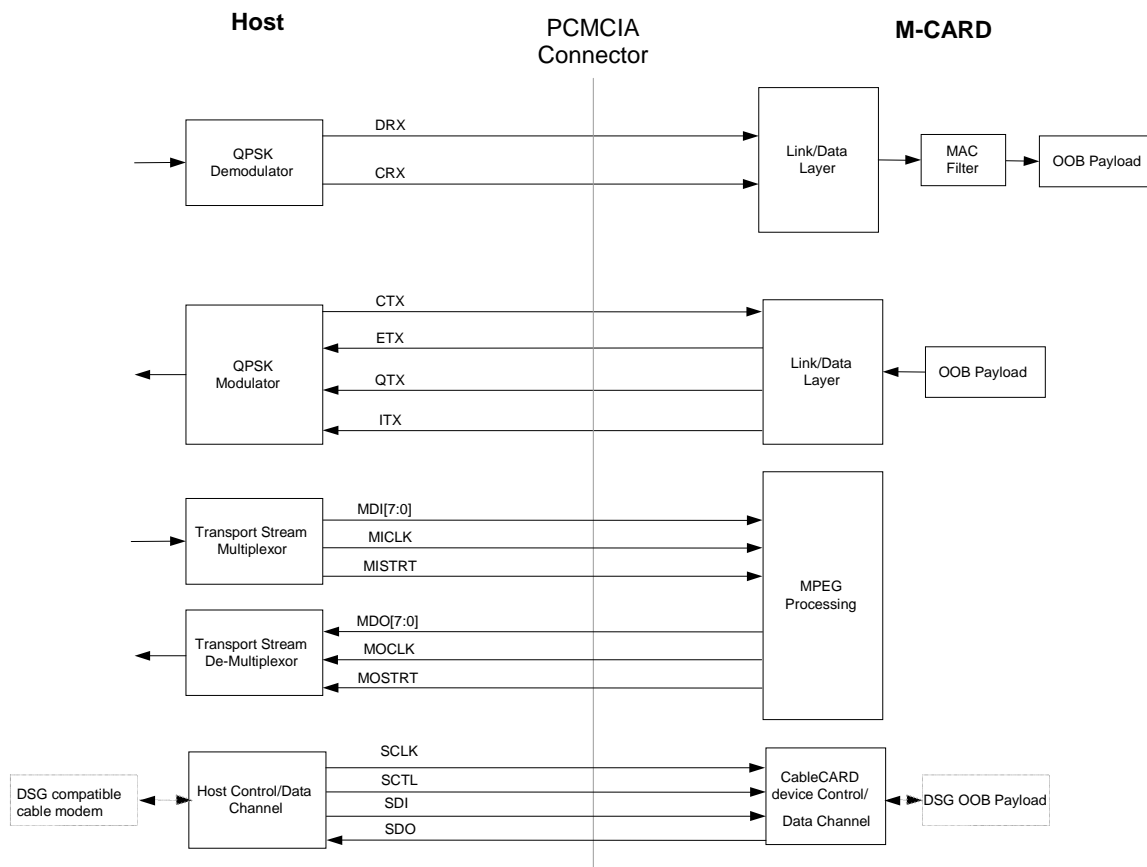 Host
PCMCIA
Connector
M-CARD
DRX
CRX
QPSK
Demodulator
Link/Data
Layer
MAC
Filter
OOB Payload
CTX
ETX
QTX
ITX
QPSK
Modulator
Link/Data
Layer
OOB Payload
MDI[7:0]
MICLK
MISTRT
Transport Stream
Multiplexor
MPEG
Processing
MDO[7:0]
MOCLK
MOSTRT
Transport Stream
De-Multiplexor
SCLK
SCTL
SDI
SDO
DSG compatible
cable modem
Host Control/Data
Channel
CableCARD
device Control/
Data Channel
DSG OOB Payload